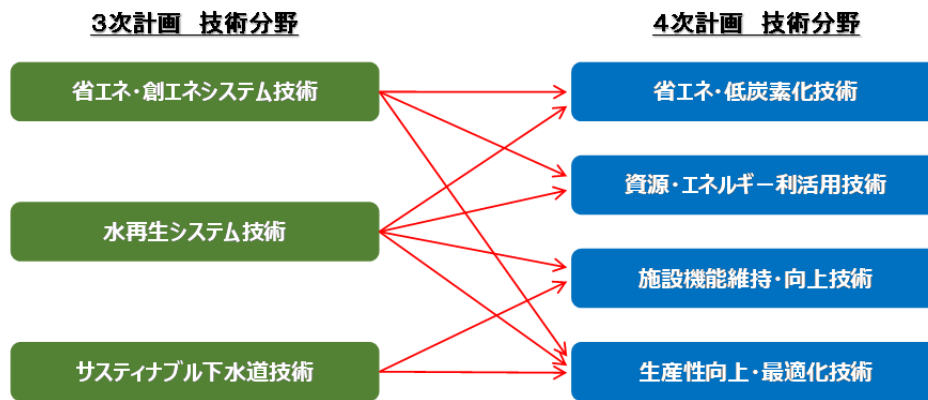 3次計画 技術分野
4次計画 技術分野
省エネ・創エネシステム技術
省エネ・低炭素化技術
資源・エネルギー利活用技術
水再生システム技術
施設機能維持・向上技術
サスティナブル下水道技術
生産性向上・最適化技術